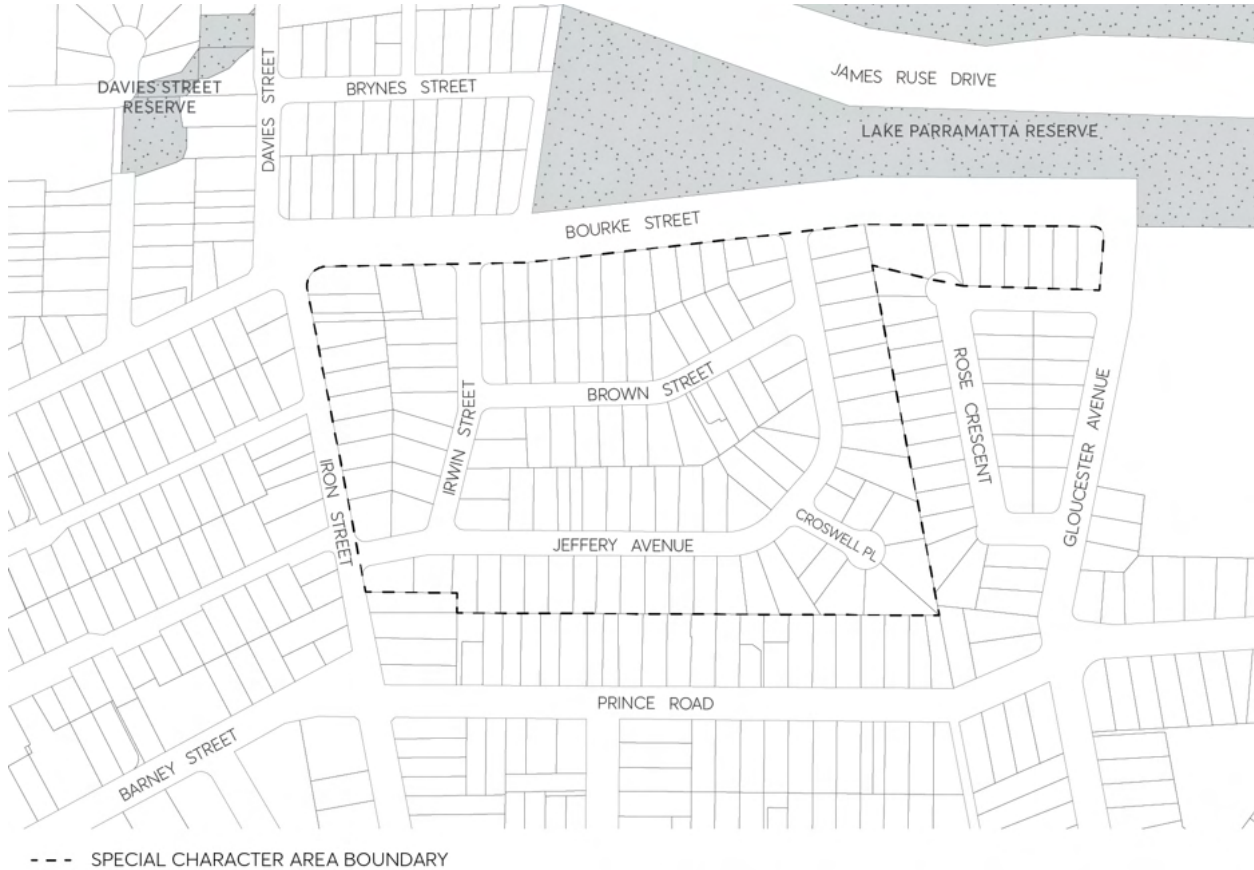 DAVIES STREET
RESERVE
DAVIES STREET
BRYNES STREET
JAMES RUSE DRIVE
LAKE PARRAMATTA RESERVE
BOURKE STREET
BROWN STREET
IRWIN STREET
IRON STREET
ROSE CRESCENT
GLOUCESTER AVENUE
CROSWELL PL
JEFFERY AVENUE
PRINCE ROAD
BARNEY STREET
SPECIAL CHARACTER AREA BOUNDARY